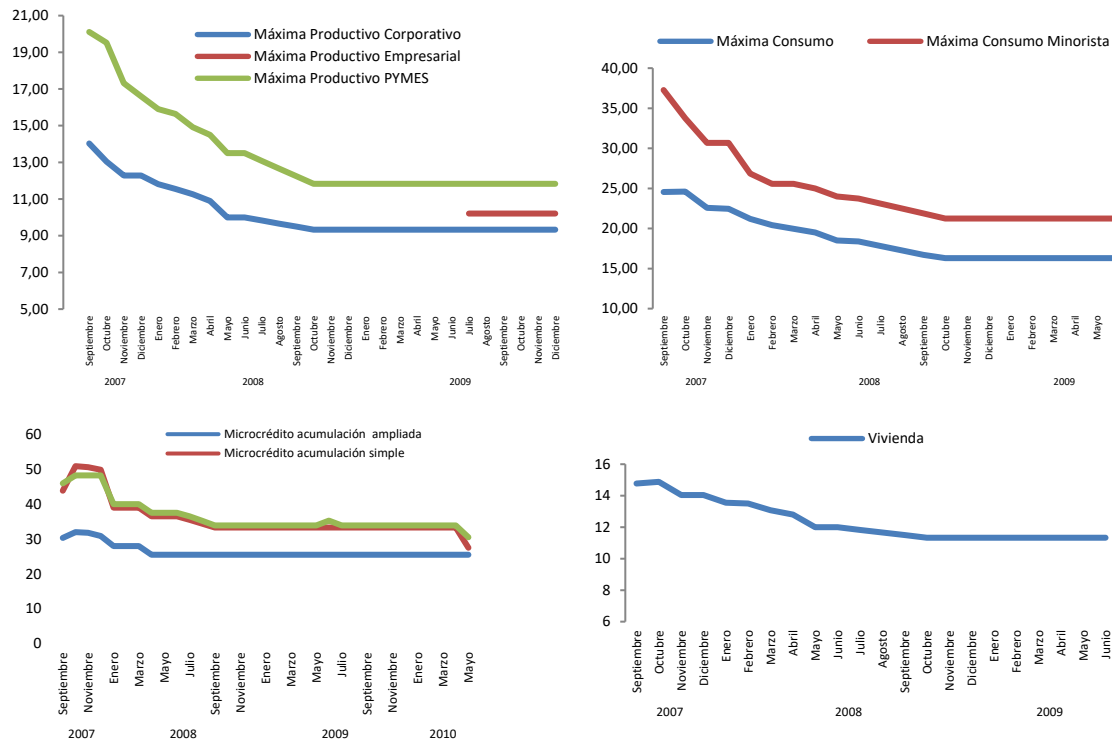 21,00
19,00
17,00
15,00
13,00
11,00
9,00
7,00
5,00
Máxima Productivo Corporativo
Máxima Productivo Empresarial
Máxima Productivo PYMES
Septiembre
Octubre
Noviembre
Diciembre
Enero
Febrero
Marzo
Abril
Mayo
Junio
Julio
Agosto
Septiembre
Octubre
Noviembre
Diciembre
Enero
Febrero
Marzo
Abril
Mayo
Junio
Julio
Agosto
Septiembre
Octubre
Noviembre
Diciembre
2007 2008 2009
Máxima Consumo Máxima Consumo Minorista
40,00
35,00
30,00
25,00
20,00
15,00
10,00
Septiembre
Octubre
Noviembre
Diciembre
Enero
Febrero
Marzo
Abril
Mayo
Junio
Julio
Agosto
Septiembre
Octubre
Noviembre
Diciembre
Enero
Febrero
Marzo
Abril
Mayo
2007 2008 2009
60
50
40
30
20
10
0
Microcrédito acumulación ampliada
Microcrédito acumulación simple
Septiembre
Noviembre
Enero
Marzo
Mayo
Julio
Septiembre
Noviembre
Enero
Marzo
Mayo
Julio
Septiembre
Noviembre
Enero
Marzo
Mayo
2007 2008 2009 2010
Vivienda
16
14
12
10
8
6
Septiembre
Octubre
Noviembre
Diciembre
Enero
Febrero
Marzo
Abril
Mayo
Junio
Julio
Agosto
Septiembre
Octubre
Noviembre
Diciembre
Enero
Febrero
Marzo
Abril
Mayo
Junio
2007 2008 2009